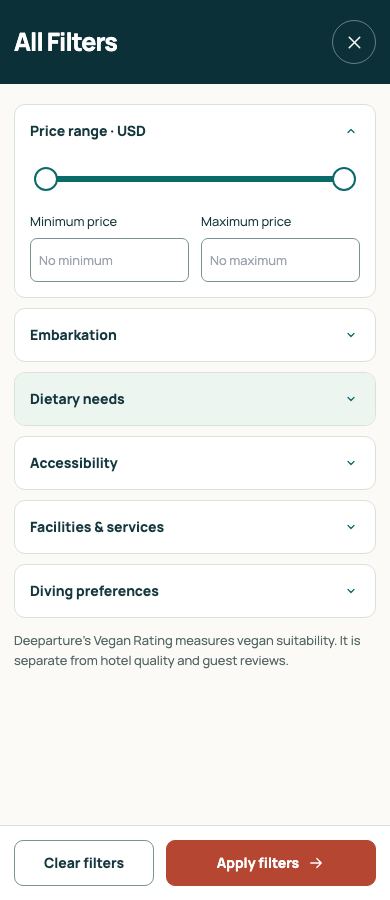 All Filters
Price range · USD
Minimum price
Maximum price
No minimum
No maximum
Embarkation
Dietary needs
Accessibility
Facilities & services
Diving preferences
Deeparture's Vegan Rating measures vegan suitability. It is
separate from hotel quality and guest reviews.
Clear filters
Apply filters →